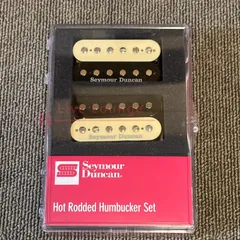 Seymour Duncan
Seymour Duncan
Seymour
Duncan.
Hot Rodded Humbucker Set